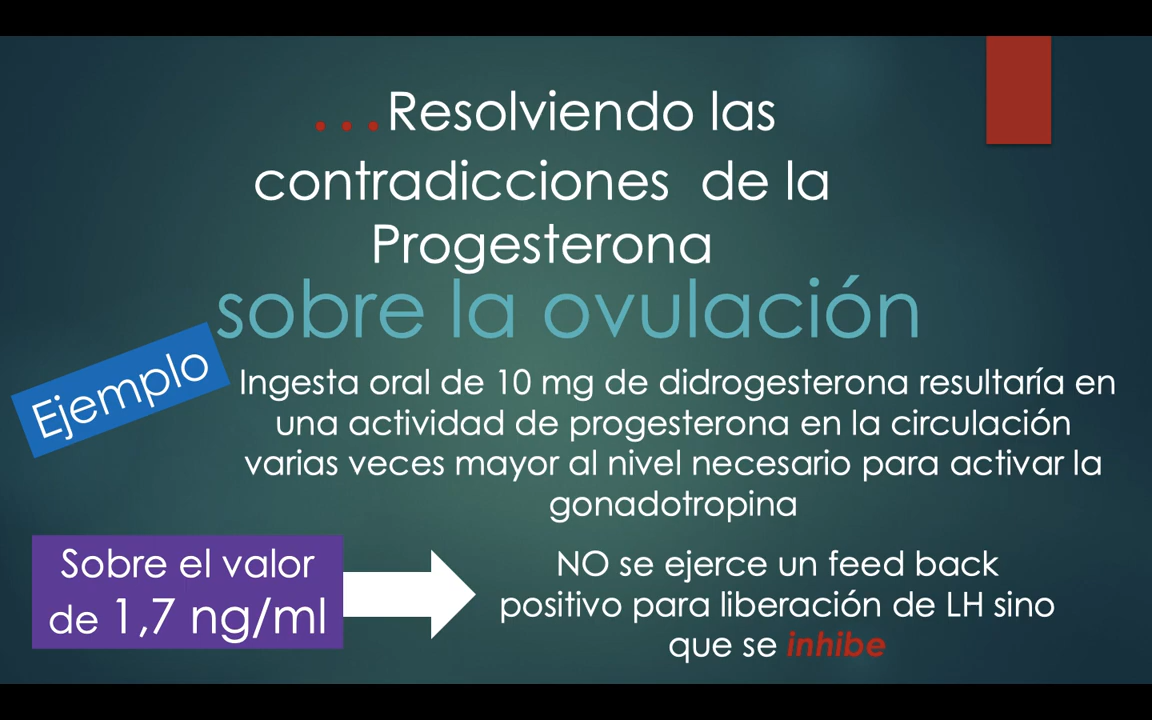 ...Resolviendo las
contradicciones de la
Progesterona
sobre la ovulación
Ejemplo
Ingesta oral de 10 mg de didrogesterona resultaría en
una actividad de progesterona en la circulación
varias veces mayor al nivel necesario para activar la
gonadotropina
Sobre el valor
de 1,7 ng/ml
NO se ejerce un feed back
positivo para liberación de LH sino
que se inhibe